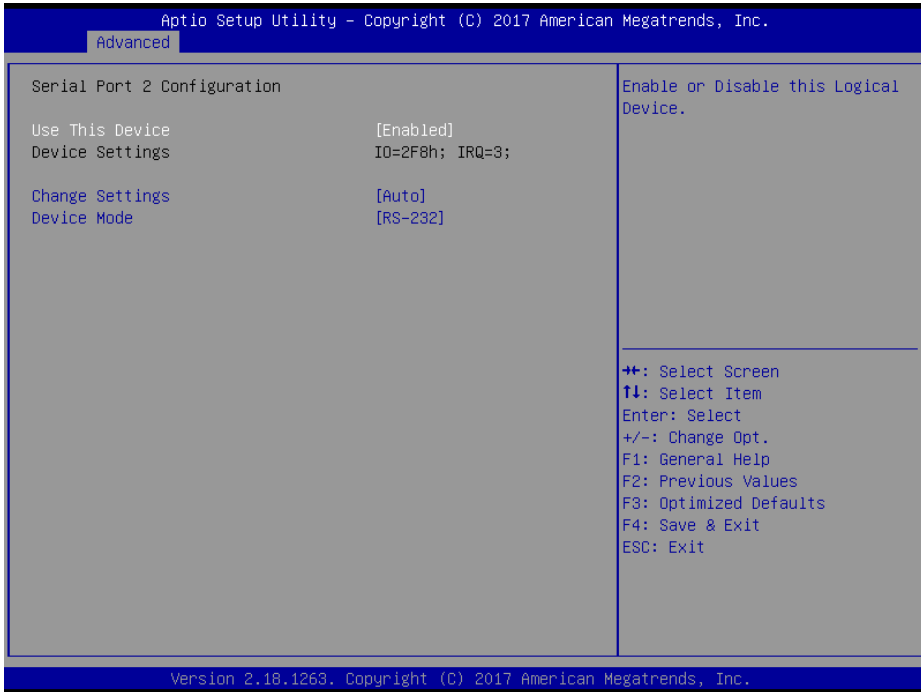 Aptio Setup Utility – Copyright (C) 2017 American Megatrends, Inc.
Advanced
Serial Port 2 Configuration
Use This Device [Enabled]
Device Settings IO=2F8h; IRQ=3;
Change Settings [Auto]
Device Mode [RS-232]
Enable or Disable this Logical
Device.
→←: Select Screen
↑↓: Select Item
Enter: Select
+/-: Change Opt.
F1: General Help
F2: Previous Values
F3: Optimized Defaults
F4: Save & Exit
ESC: Exit
Version 2.18.1263. Copyright (C) 2017 American Megatrends, Inc.